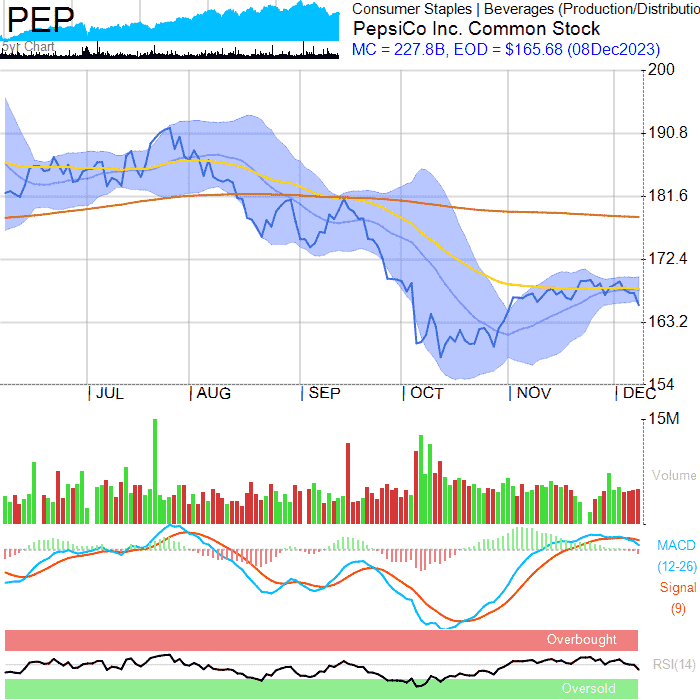 PEP
5yr Chart
Consumer Staples | Beverages (Production/Distributio
PepsiCo Inc. Common Stock
MC = 227.8B, EOD = $165.68 (08Dec2023)
200
190.8
181.6
172.4
163.2
154
JUL AUG SEP OCT NOV DEC
15M
Volume
MACD
(12-26)
Signal
(9)
Overbought
RSI(14)
Oversold